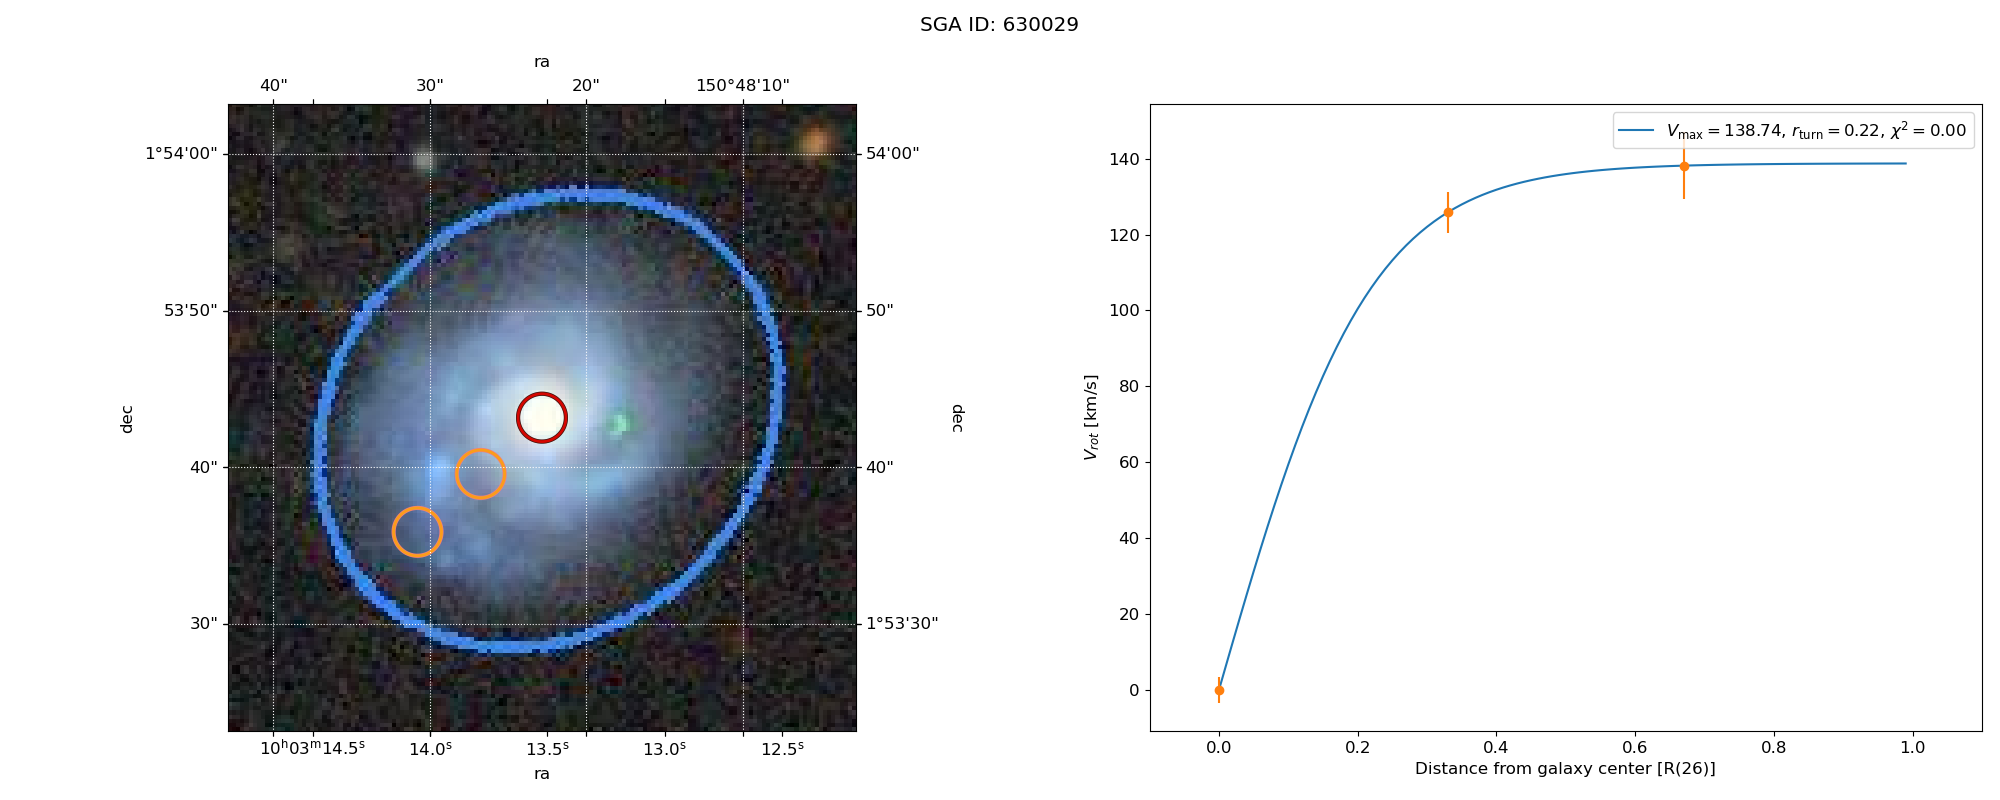 SGA ID: 630029
ra
40" 30" 20" 150°48'10"
1°54'00"
53'50"
40"
30"
dec
54'00"
50"
40"
1°53'30"
dec
10ʰ03ᵐ14.5ˢ 14.0ˢ 13.5ˢ 13.0ˢ 12.5ˢ
ra
V_max = 138.74, r_turn = 0.22, χ² = 0.00
140
120
100
80
60
40
20
0
V_rot [km/s]
0.0 0.2 0.4 0.6 0.8 1.0
Distance from galaxy center [R(26)]